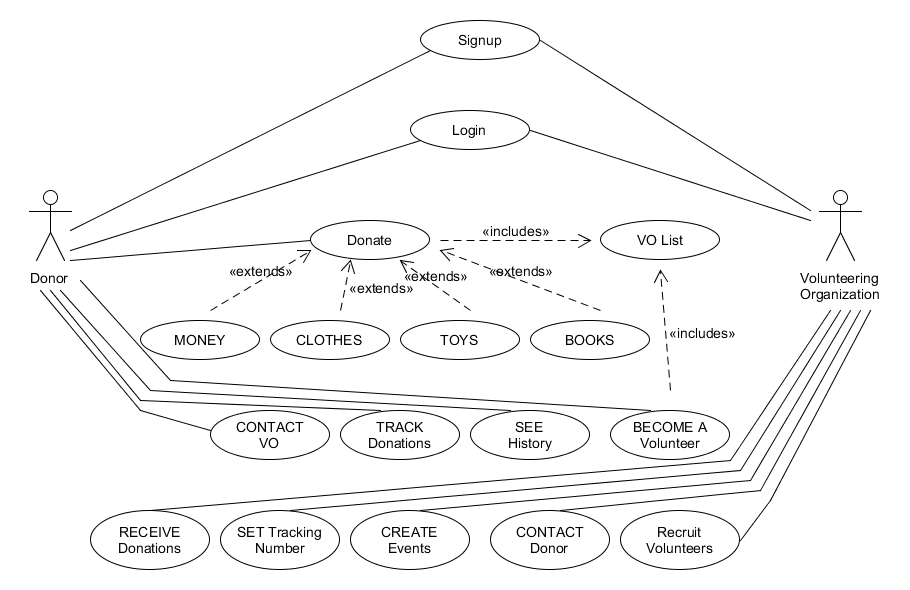 Signup
Login
Donate
«includes»
VO List
Donor
Volunteering
Organization
«extends»
«extends»
«extends»
«extends»
MONEY
CLOTHES
TOYS
BOOKS
«includes»
CONTACT
VO
TRACK
Donations
SEE
History
BECOME A
Volunteer
RECEIVE
Donations
SET Tracking
Number
CREATE
Events
CONTACT
Donor
Recruit
Volunteers